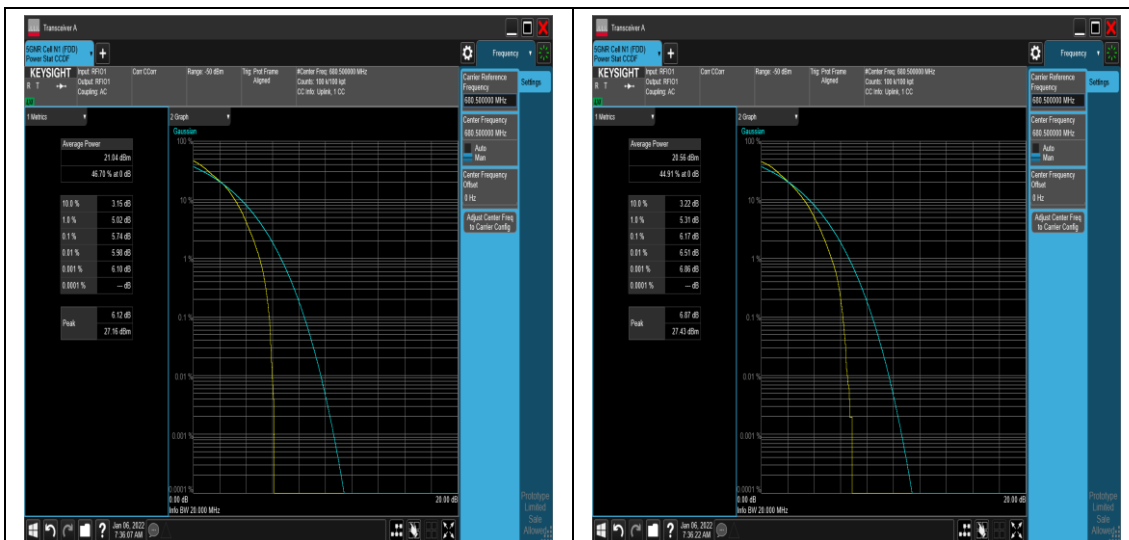 Transceiver A
5GNR Cell N1 (FDD)
Power Stat CCDF
+
Frequency
KEYSIGHT
R T
Input: RFIO1
Output: RFIO1
Coupling: AC
Corr CCorr
Range: -50 dBm
Trig: Prot Frame
Aligned
#Center Freq: 680.500000 MHz
Counts: 100 k/100 kpt
CC Info: Uplink, 1 CC
Carrier Reference
Frequency
680.500000 MHz
Settings
Center Frequency
680.500000 MHz
Auto
Man
Center Frequency
Offset
0 Hz
Adjust Center Freq
to Carrier Config
1 Metrics
Average Power
21.04 dBm
46.70 % at 0 dB
10.0 % 3.15 dB
1.0 % 5.02 dB
0.1 % 5.74 dB
0.01 % 5.98 dB
0.001 % 6.10 dB
0.0001 % --- dB
Peak
6.12 dB
27.16 dBm
2 Graph
Gaussian
100 %
10 %
1 %
0.1 %
0.01 %
0.001 %
0.0001 %
0.00 dB
20.00 dB
Info BW 20.000 MHz
Prototype
Limited
Sale
Allowed
?
Jan 06, 2022
7:36:07 AM
Transceiver A
5GNR Cell N1 (FDD)
Power Stat CCDF
+
Frequency
KEYSIGHT
R T
Input: RFIO1
Output: RFIO1
Coupling: AC
Corr CCorr
Range: -50 dBm
Trig: Prot Frame
Aligned
#Center Freq: 680.500000 MHz
Counts: 100 k/100 kpt
CC Info: Uplink, 1 CC
Carrier Reference
Frequency
680.500000 MHz
Settings
Center Frequency
680.500000 MHz
Auto
Man
Center Frequency
Offset
0 Hz
Adjust Center Freq
to Carrier Config
1 Metrics
Average Power
20.56 dBm
44.91 % at 0 dB
10.0 % 3.22 dB
1.0 % 5.31 dB
0.1 % 6.17 dB
0.01 % 6.51 dB
0.001 % 6.86 dB
0.0001 % --- dB
Peak
6.87 dB
27.43 dBm
2 Graph
Gaussian
100 %
10 %
1 %
0.1 %
0.01 %
0.001 %
0.0001 %
0.00 dB
20.00 dB
Info BW 20.000 MHz
Prototype
Limited
Sale
Allowed
?
Jan 06, 2022
7:36:22 AM